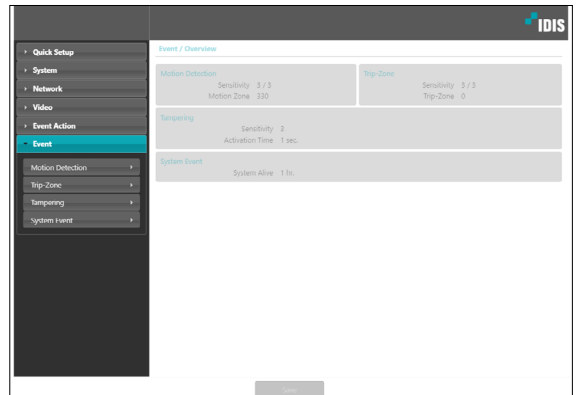 IDIS
Quick Setup
System
Network
Video
Event Action
Event
Motion Detection
Trip-Zone
Tampering
System Event
Event / Overview
Motion Detection
Sensitivity 3 / 3
Motion Zone 330
Trip-Zone
Sensitivity 3 / 3
Trip-Zone 0
Tampering
Sensitivity 3
Activation Time 1 sec.
System Event
System Alive 1 hr.
Save